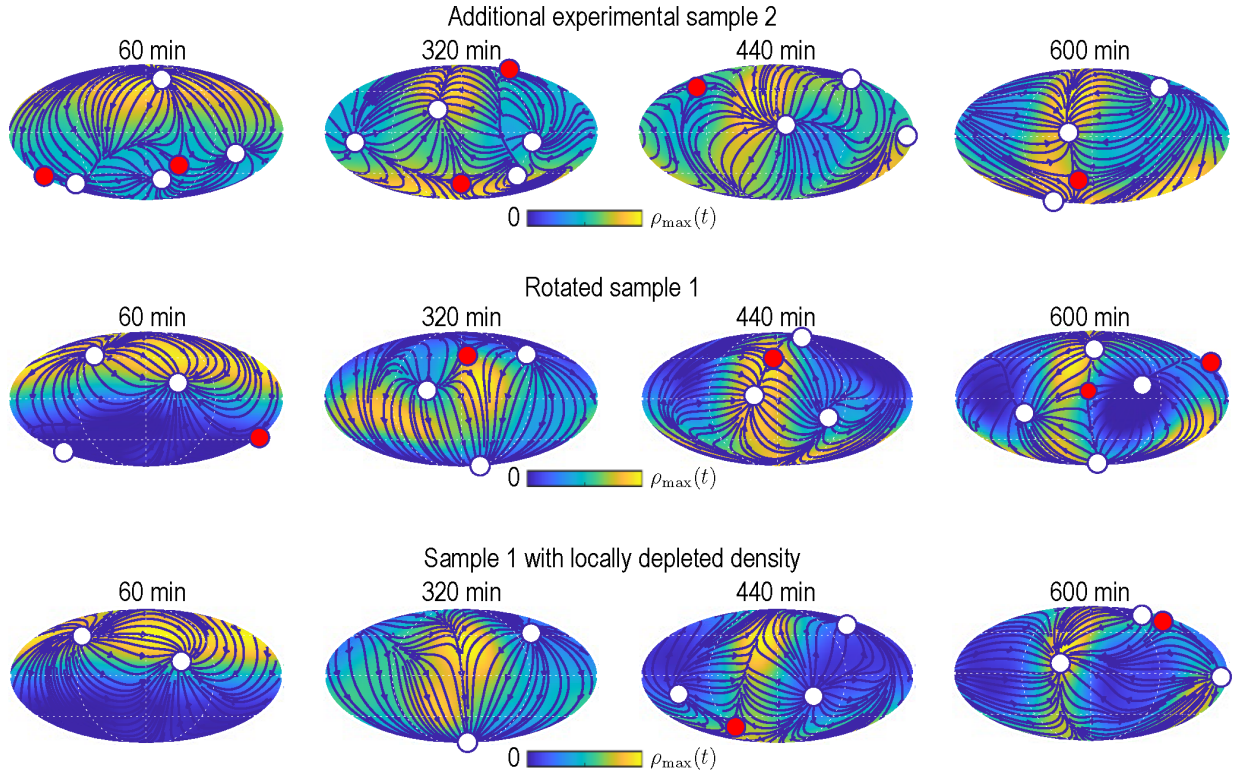 Additional experimental sample 2
60 min 320 min 440 min 600 min
0 ρmax(t)
Rotated sample 1
60 min 320 min 440 min 600 min
0 ρmax(t)
Sample 1 with locally depleted density
60 min 320 min 440 min 600 min
0 ρmax(t)